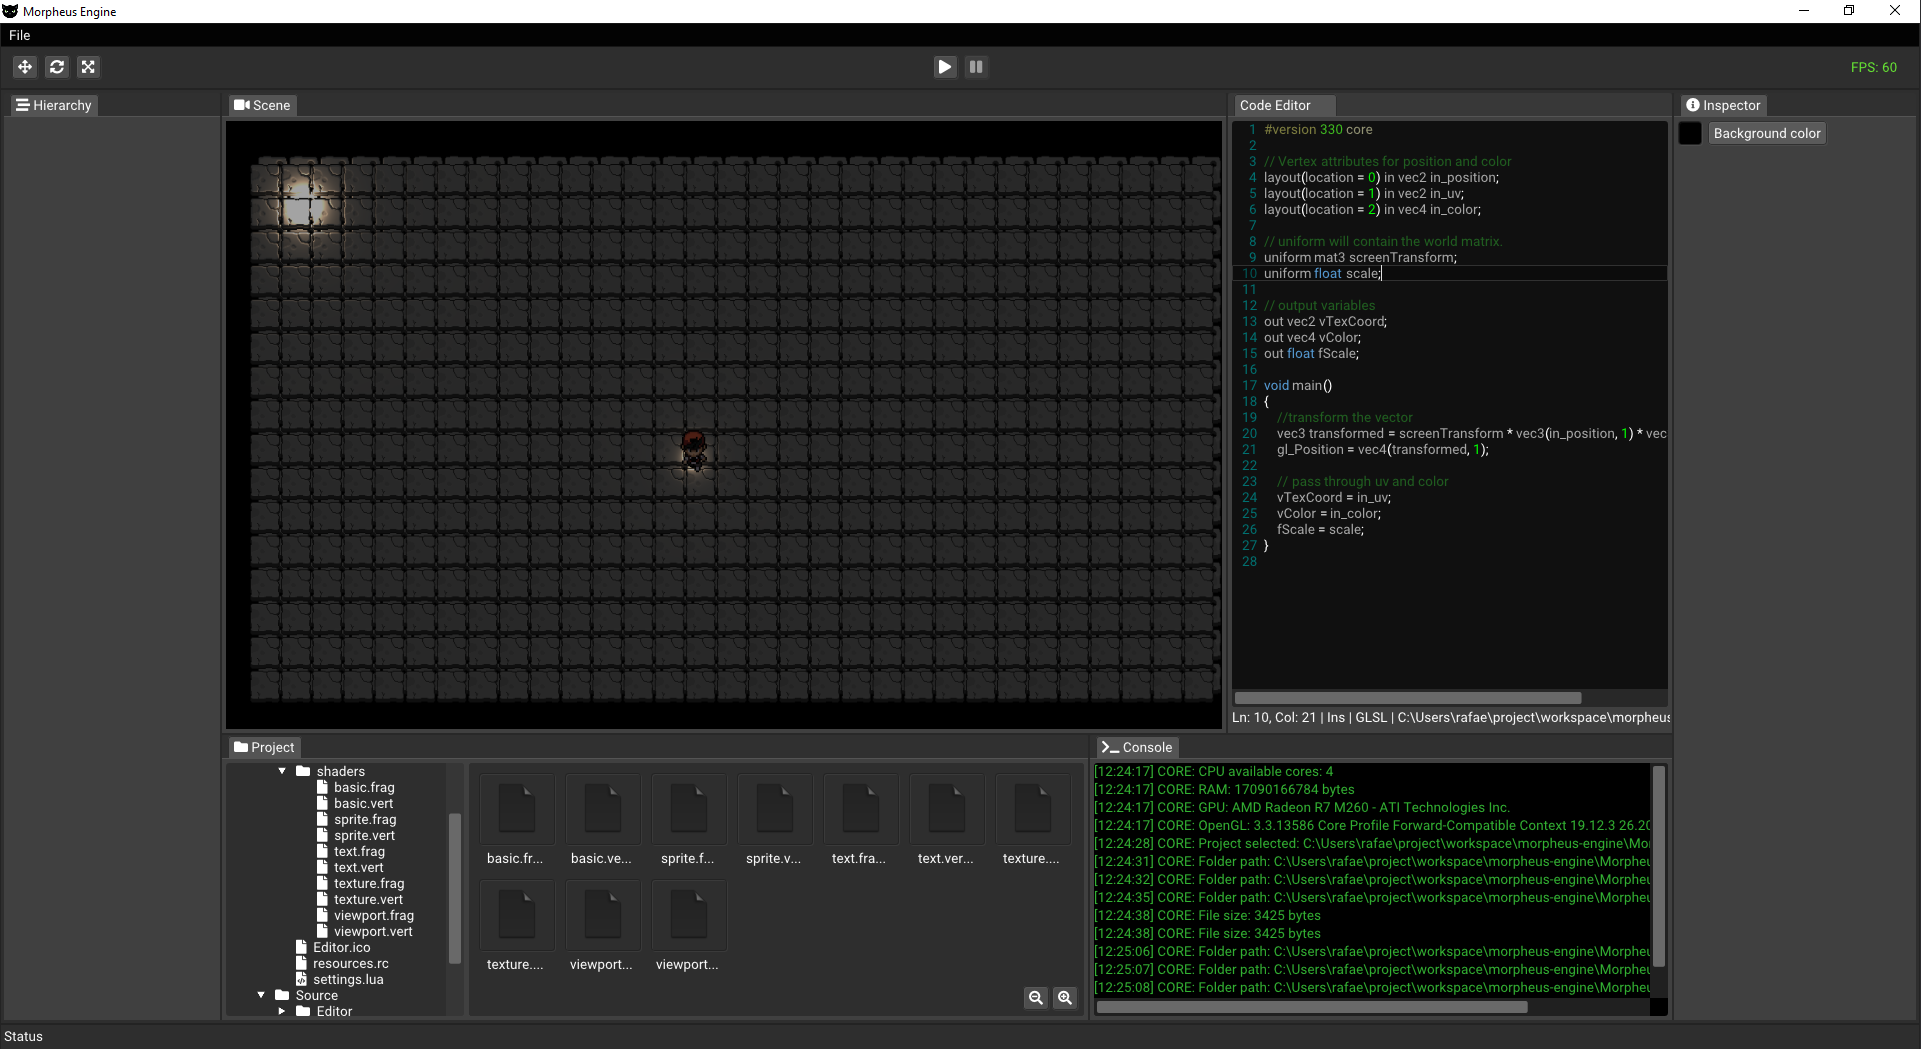 Morpheus Engine
File
FPS: 60
Hierarchy
Scene
Code Editor
1 #version 330 core
2
3 // Vertex attributes for position and color
4 layout(location = 0) in vec2 in_position;
5 layout(location = 1) in vec2 in_uv;
6 layout(location = 2) in vec4 in_color;
7
8 // uniform will contain the world matrix.
9 uniform mat3 screenTransform;
10 uniform float scale;
11
12 // output variables
13 out vec2 vTexCoord;
14 out vec4 vColor;
15 out float fScale;
16
17 void main()
18 {
19 //transform the vector
20 vec3 transformed = screenTransform * vec3(in_position, 1) * vec
21 gl_Position = vec4(transformed, 1);
22
23 // pass through uv and color
24 vTexCoord = in_uv;
25 vColor = in_color;
26 fScale = scale;
27 }
28
Ln: 10, Col: 21 | Ins | GLSL | C:\Users\rafae\project\workspace\morpheus
Inspector
Background color
Project
shaders
basic.frag
basic.vert
sprite.frag
sprite.vert
text.frag
text.vert
texture.frag
texture.vert
viewport.frag
viewport.vert
Editor.ico
resources.rc
settings.lua
Source
Editor
basic.fr... basic.ve... sprite.f... sprite.v... text.fra... text.ver... texture....
texture.... viewport... viewport...
Console
[12:24:17] CORE: CPU available cores: 4
[12:24:17] CORE: RAM: 17090166784 bytes
[12:24:17] CORE: GPU: AMD Radeon R7 M260 - ATI Technologies Inc.
[12:24:17] CORE: OpenGL: 3.3.13586 Core Profile Forward-Compatible Context 19.12.3 26.20
[12:24:28] CORE: Project selected: C:\Users\rafae\project\workspace\morpheus-engine\Mor
[12:24:31] CORE: Folder path: C:\Users\rafae\project\workspace\morpheus-engine\Morpheu
[12:24:32] CORE: Folder path: C:\Users\rafae\project\workspace\morpheus-engine\Morpheu
[12:24:35] CORE: Folder path: C:\Users\rafae\project\workspace\morpheus-engine\Morpheu
[12:24:38] CORE: File size: 3425 bytes
[12:24:38] CORE: File size: 3425 bytes
[12:25:06] CORE: Folder path: C:\Users\rafae\project\workspace\morpheus-engine\Morpheu
[12:25:07] CORE: Folder path: C:\Users\rafae\project\workspace\morpheus-engine\Morpheu
[12:25:08] CORE: Folder path: C:\Users\rafae\project\workspace\morpheus-engine\Morpheu
Status